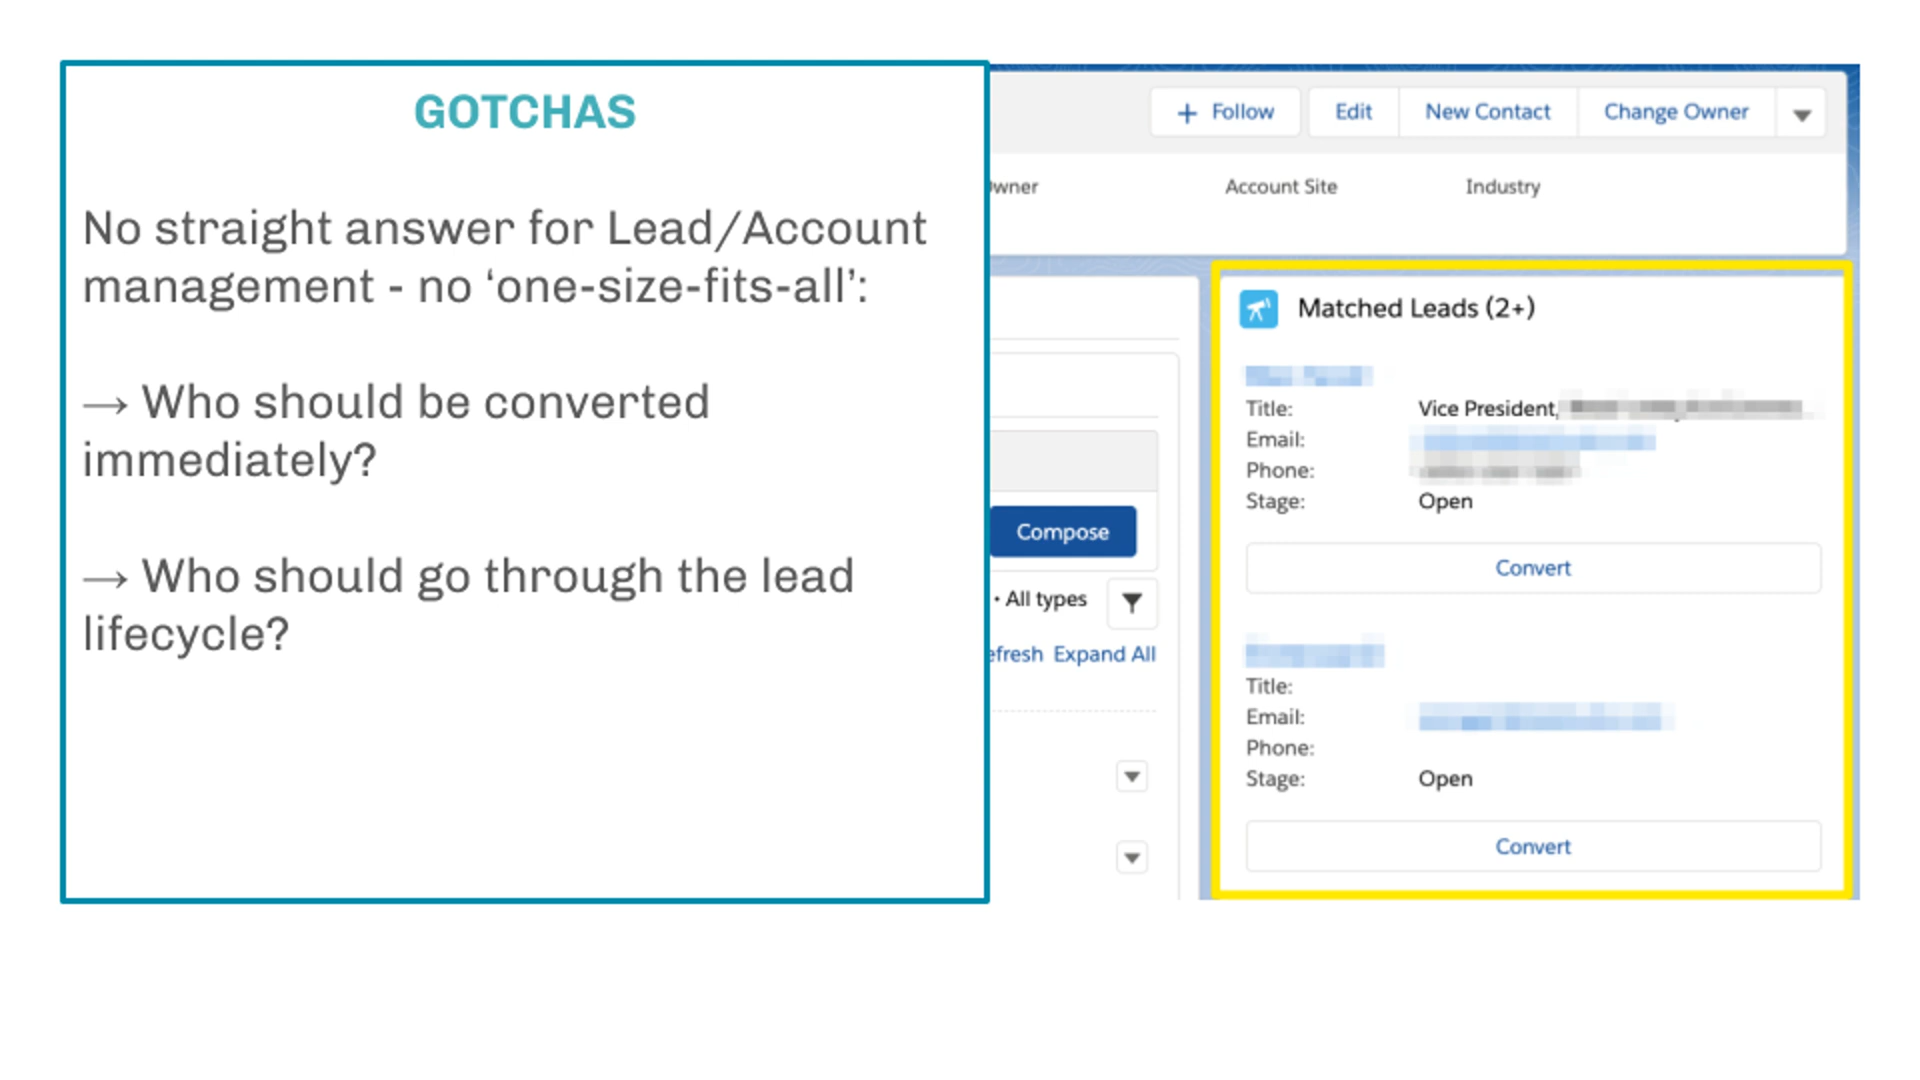 GOTCHAS
No straight answer for Lead/Account
management - no ‘one-size-fits-all’:
→ Who should be converted
immediately?
→ Who should go through the lead
lifecycle?
+ Follow
Edit
New Contact
Change Owner
Account Site
Industry
Compose
• All types
Expand All
Matched Leads (2+)
Title: Vice President,
Email:
Phone:
Stage: Open
Convert
Title:
Email:
Phone:
Stage: Open
Convert